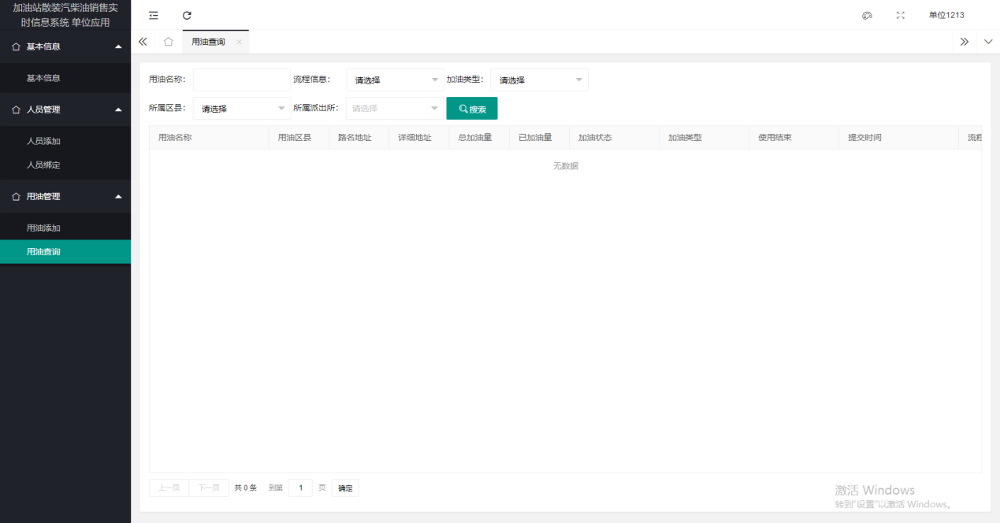 加油站散装汽柴油销售实
时信息系统 单位应用
基本信息
基本信息
人员管理
人员添加
人员绑定
用油管理
用油添加
用油查询
单位1213
用油查询
用油名称： 流程信息： 请选择 加油类型： 请选择
所属区县： 请选择 所属派出所： 请选择 搜索
用油名称 用油区县 路名地址 详细地址 总加油量 已加油量 加油状态 加油类型 使用结束 提交时间 流程
无数据
上一页 下一页 共 0 条 到第 1 页 确定
激活 Windows
转到"设置"以激活 Windows。